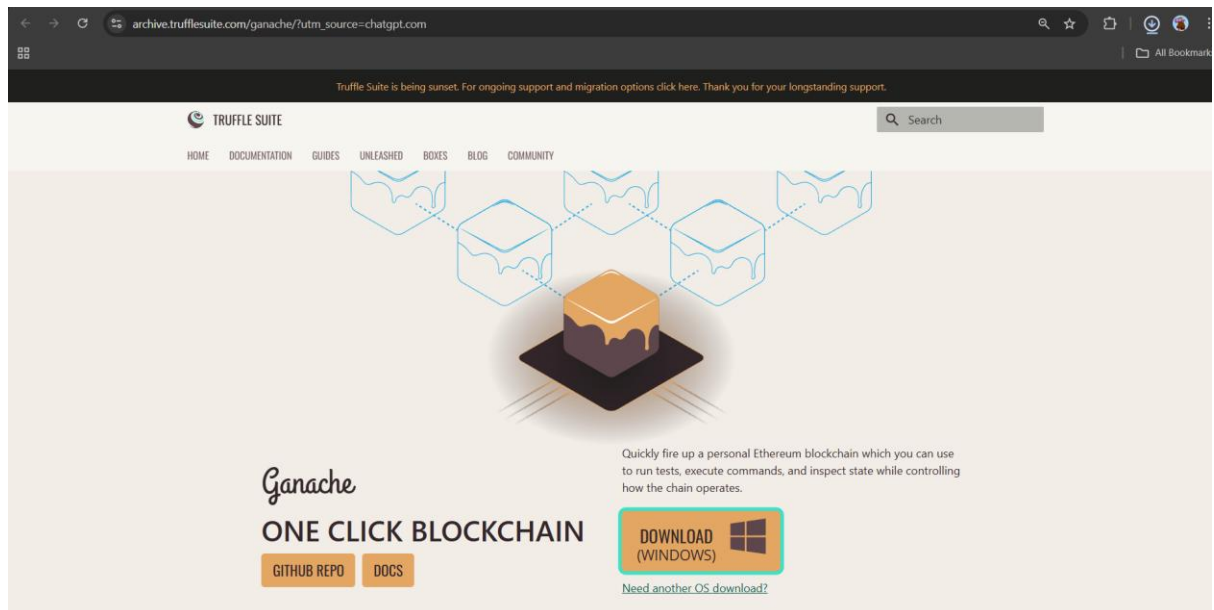 archive.trufflesuite.com/ganache/?utm_source=chatgpt.com
All Bookmark
Truffle Suite is being sunset. For ongoing support and migration options click here. Thank you for your longstanding support.
TRUFFLE SUITE
Search
HOME DOCUMENTATION GUIDES UNLEASHED BOXES BLOG COMMUNITY
Quickly fire up a personal Ethereum blockchain which you can use
to run tests, execute commands, and inspect state while controlling
how the chain operates.
Ganache
ONE CLICK BLOCKCHAIN
GITHUB REPO DOCS
DOWNLOAD
(WINDOWS)
Need another OS download?